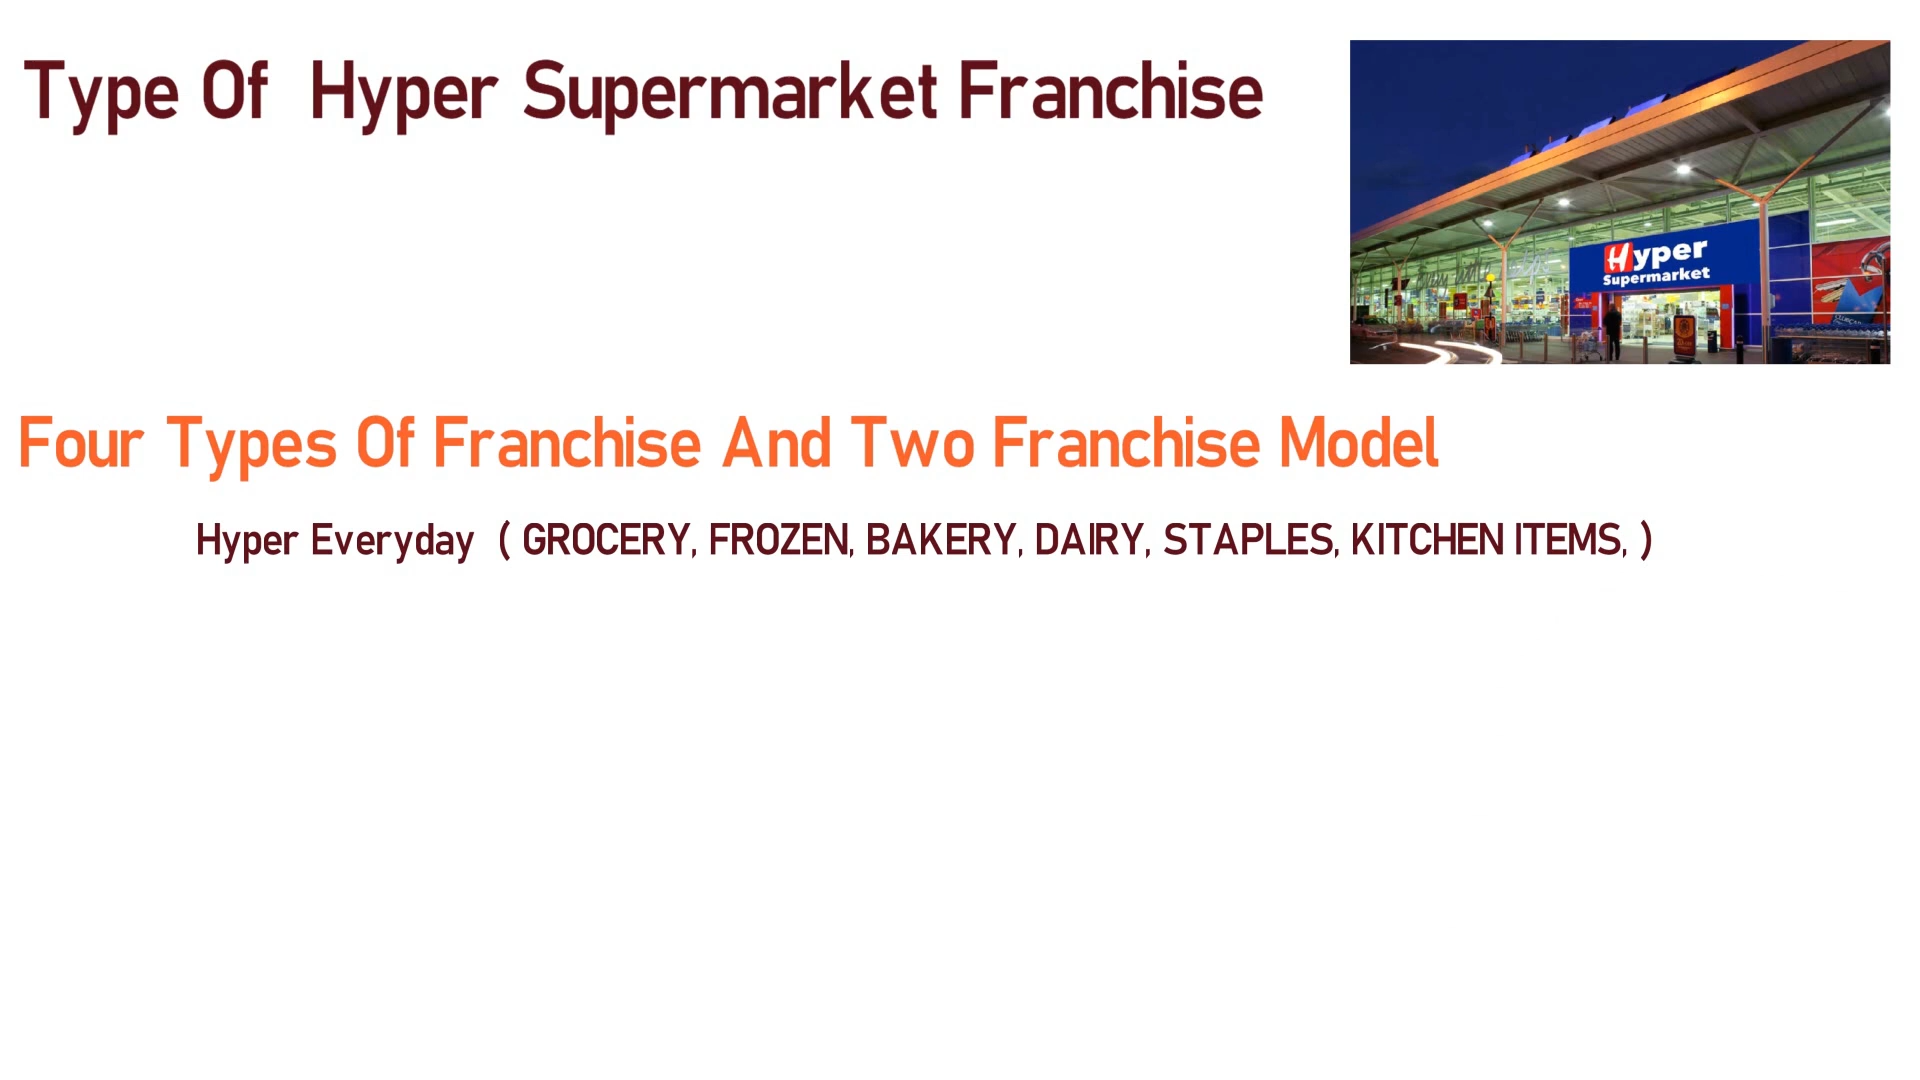 Type Of Hyper Supermarket Franchise
Hyper
Supermarket
Four Types Of Franchise And Two Franchise Model
Hyper Everyday ( GROCERY, FROZEN, BAKERY, DAIRY, STAPLES, KITCHEN ITEMS, )